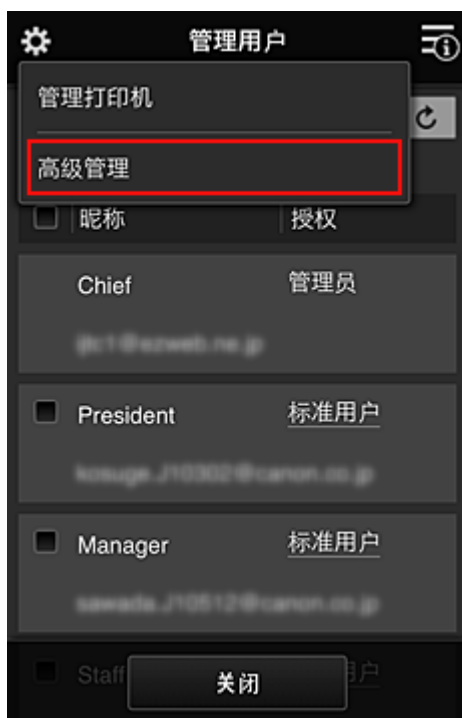 管理用户
管理打印机
高级管理
昵称 授权
Chief 管理员
President 标准用户
Manager 标准用户
Staff 户
关闭